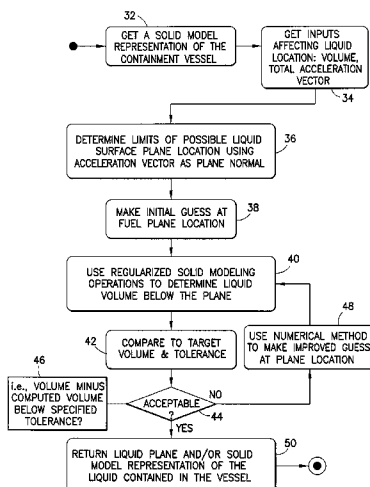 32
GET A SOLID MODEL
REPRESENTATION OF THE
CONTAINMENT VESSEL
GET INPUTS
AFFECTING LIQUID
LOCATION: VOLUME,
TOTAL ACCELERATION
VECTOR
34
DETERMINE LIMITS OF POSSIBLE LIQUID
SURFACE PLANE LOCATION USING
ACCELERATION VECTOR AS PLANE NORMAL
36
MAKE INITIAL GUESS AT
FUEL PLANE LOCATION
38
40
USE REGULARIZED SOLID MODELING
OPERATIONS TO DETERMINE LIQUID
VOLUME BELOW THE PLANE
42
COMPARE TO TARGET
VOLUME & TOLERANCE
48
USE NUMERICAL METHOD
TO MAKE IMPROVED GUESS
AT PLANE LOCATION
46
i.e., VOLUME MINUS
COMPUTED VOLUME
BELOW SPECIFIED
TOLERANCE?
ACCEPTABLE
?
NO
44
YES
50
RETURN LIQUID PLANE AND/OR SOLID
MODEL REPRESENTATION OF THE
LIQUID CONTAINED IN THE VESSEL